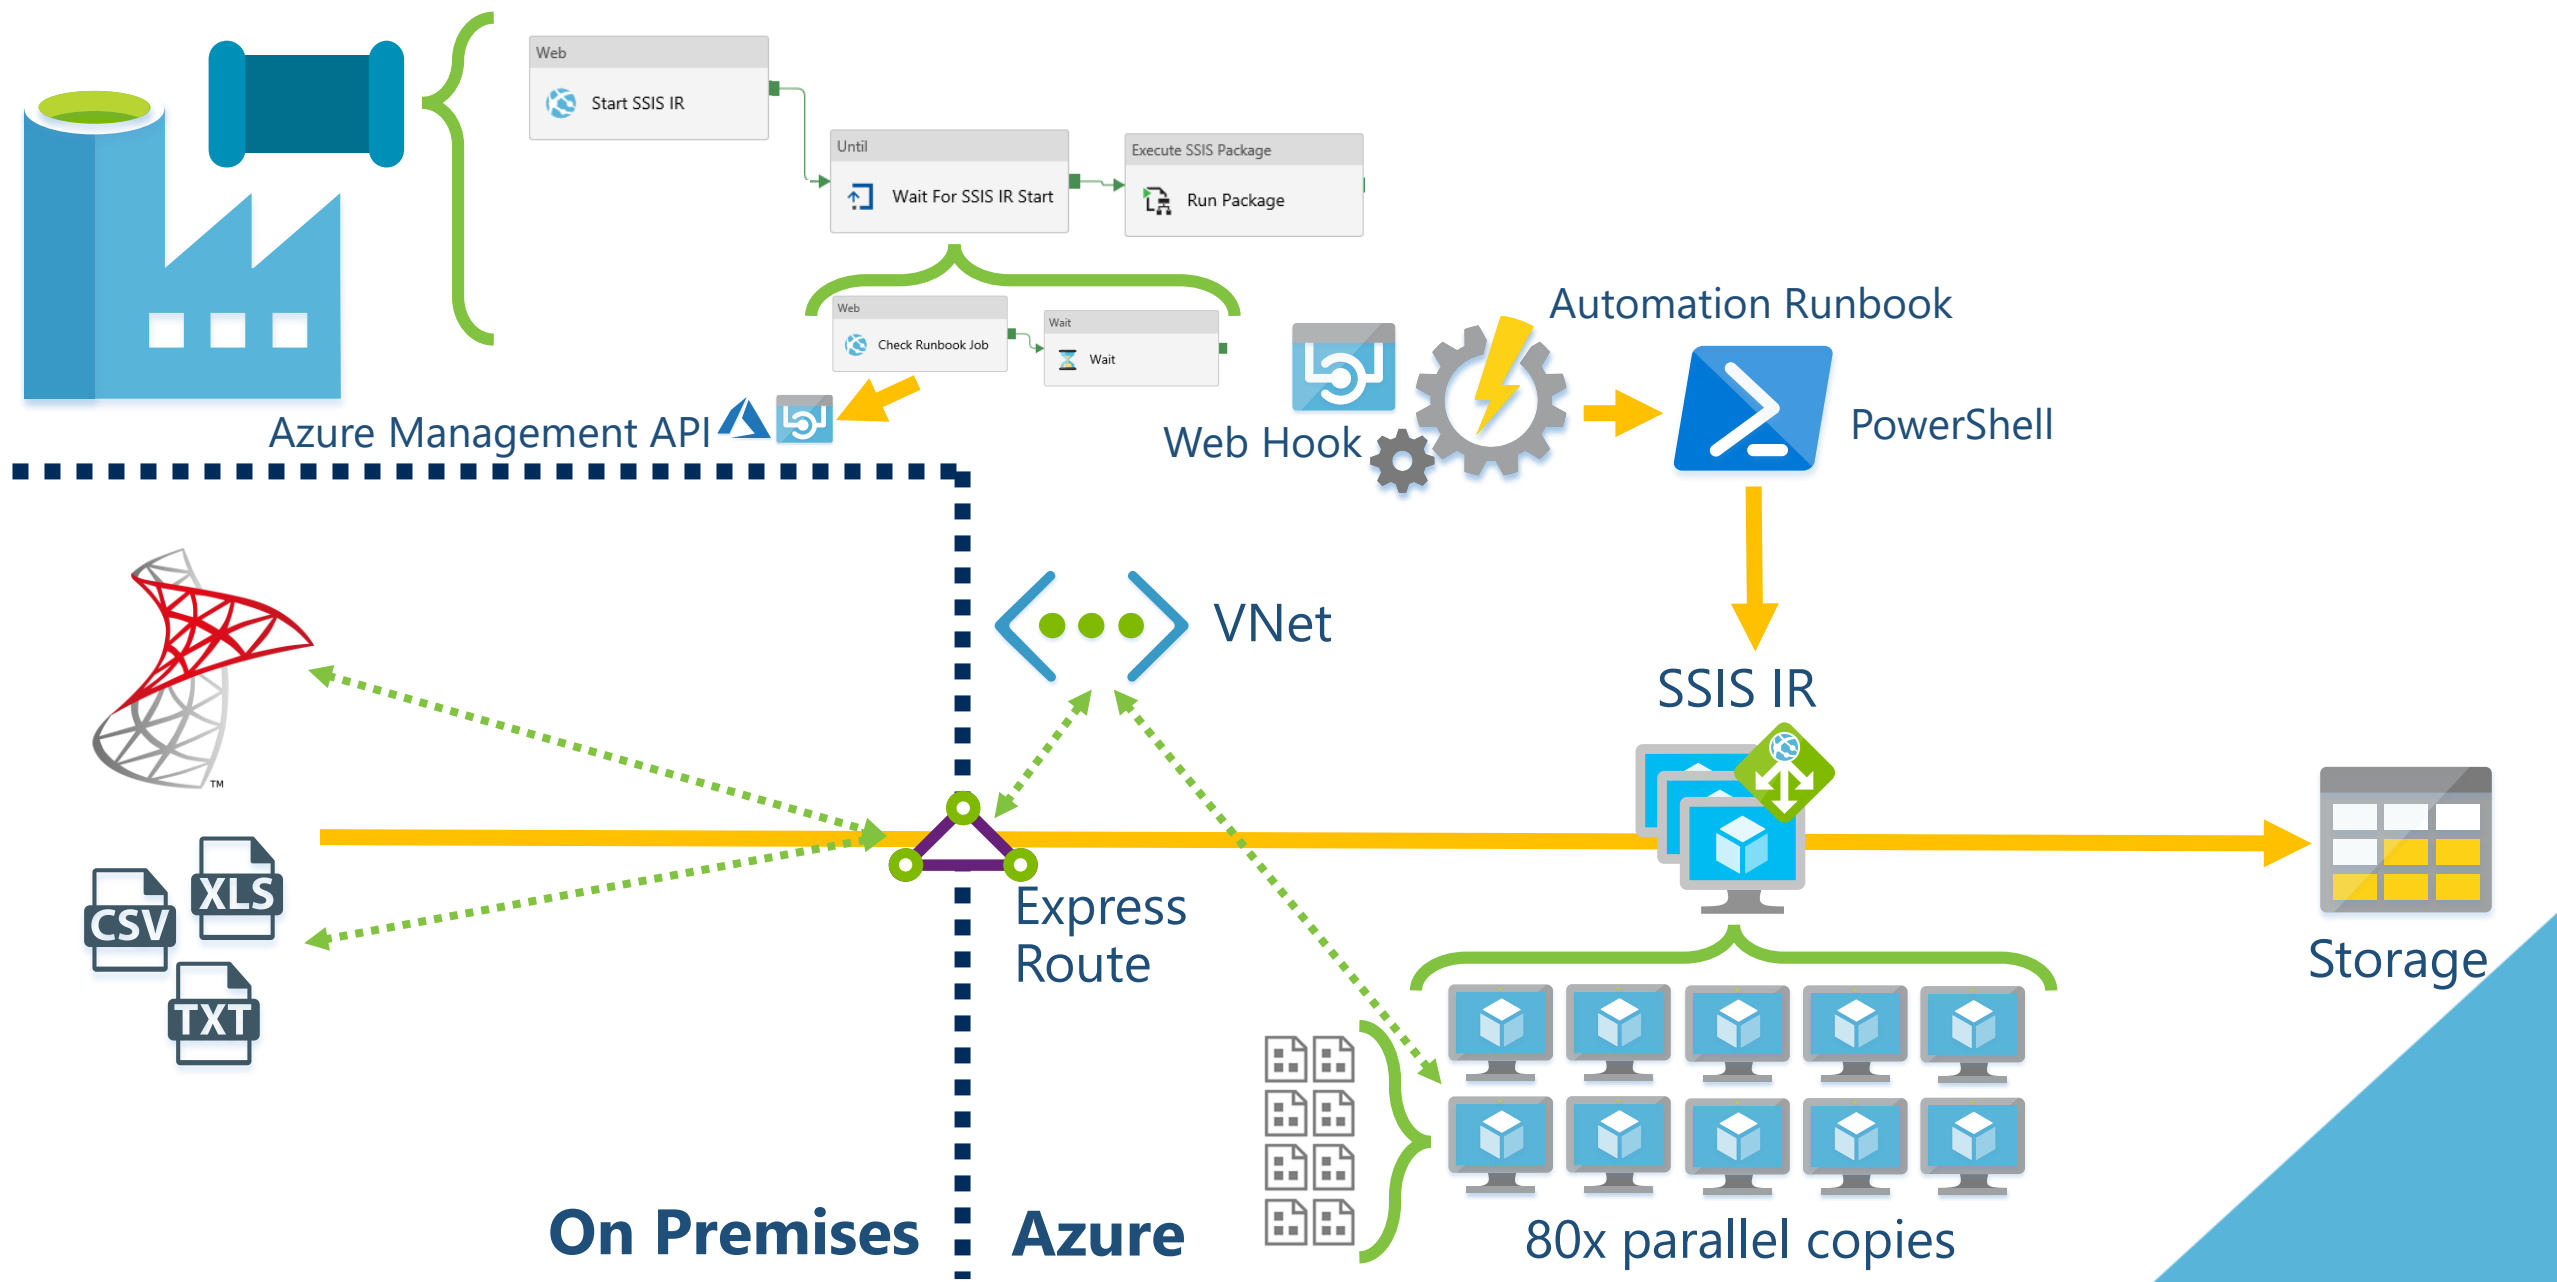 Web
Start SSIS IR
Until
Wait For SSIS IR Start
Execute SSIS Package
Run Package
Web
Check Runbook Job
Wait
Wait
Azure Management API
Automation Runbook
Web Hook
PowerShell
VNet
SSIS IR
TM
CSV
XLS
TXT
Express
Route
Storage
On Premises
Azure
80x parallel copies